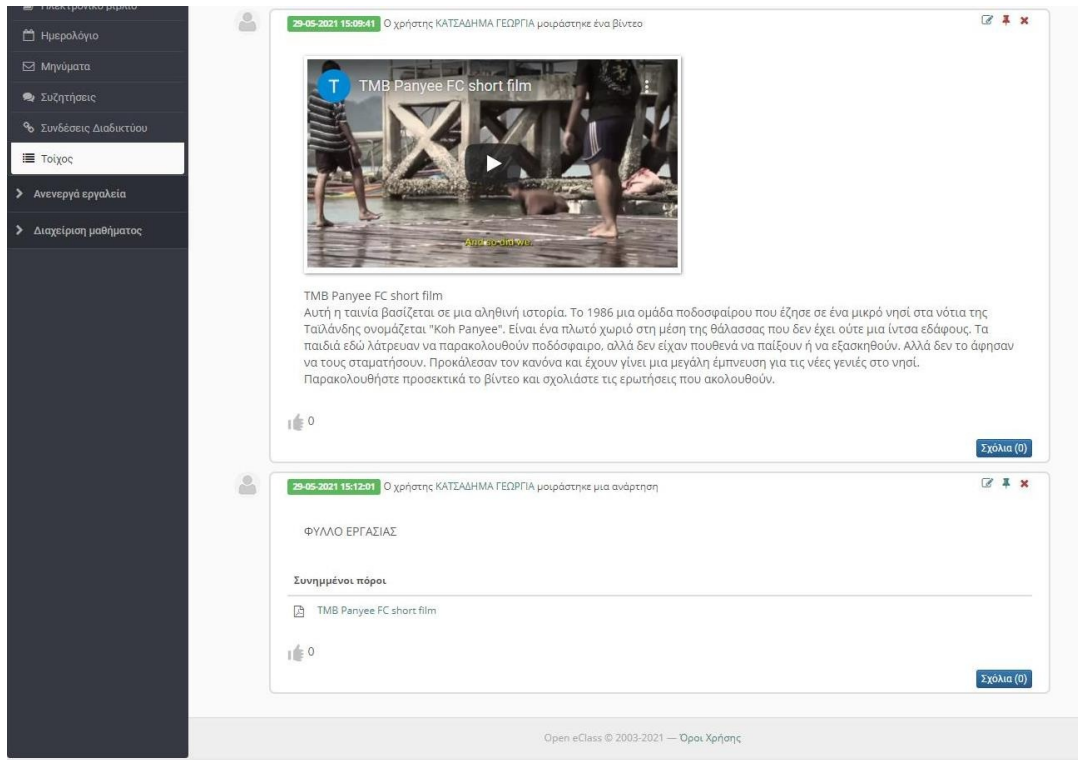 Ηλεκτρονικό βιβλίο
Ημερολόγιο
Μηνύματα
Συζητήσεις
Συνδέσεις Διαδικτύου
Τοίχος
Ανενεργά εργαλεία
Διαχείριση μαθήματος
29-05-2021 15:09:41 Ο χρήστης ΚΑΤΣΑΔΗΜΑ ΓΕΩΡΓΙΑ μοιράστηκε ένα βίντεο
T TMB Panyee FC short film
And so did we.
TMB Panyee FC short film
Αυτή η ταινία βασίζεται σε μια αληθινή ιστορία. Το 1986 μια ομάδα ποδοσφαίρου που έζησε σε ένα μικρό νησί στα νότια της
Ταϊλάνδης ονομάζεται "Koh Panyee". Είναι ένα πλωτό χωριό στη μέση της θάλασσας που δεν έχει ούτε μια ίντσα εδάφους. Τα
παιδιά εδώ λάτρευαν να παρακολουθούν ποδόσφαιρο, αλλά δεν είχαν πουθενά να παίξουν ή να εξασκηθούν. Αλλά δεν το άφησαν
να τους σταματήσουν. Προκάλεσαν τον κανόνα και έχουν γίνει μια μεγάλη έμπνευση για τις νέες γενιές στο νησί.
Παρακολουθήστε προσεκτικά το βίντεο και σχολιάστε τις ερωτήσεις που ακολουθούν.
0
Σχόλια (0)
29-05-2021 15:12:01 Ο χρήστης ΚΑΤΣΑΔΗΜΑ ΓΕΩΡΓΙΑ μοιράστηκε μια ανάρτηση
ΦΥΛΛΟ ΕΡΓΑΣΙΑΣ
Συνημμένοι πόροι
TMB Panyee FC short film
0
Σχόλια (0)
Open eClass © 2003-2021 — Όροι Χρήσης